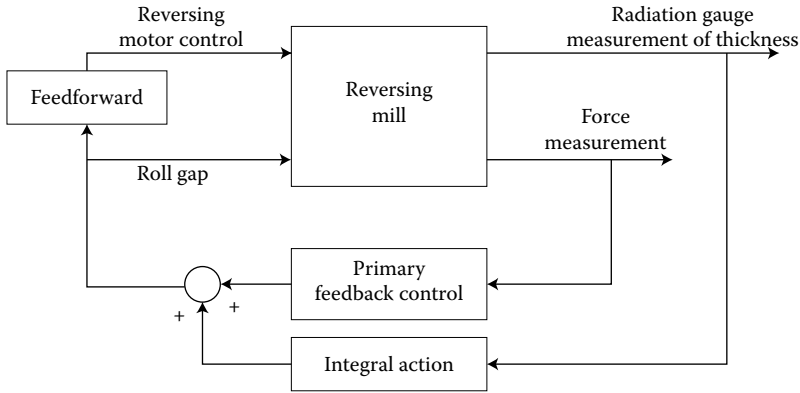 Reversing
motor control
Radiation gauge
measurement of thickness
Feedforward
Reversing
mill
Force
measurement
Roll gap
Primary
feedback control
+
+
Integral action